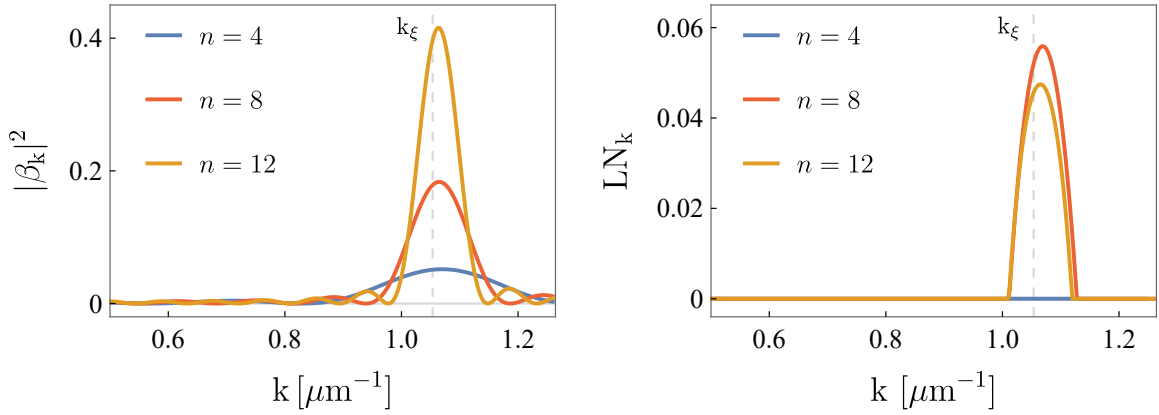 n = 4
n = 8
n = 12
k_ξ
0.4
0.2
0
|β_k|^2
0.6 0.8 1.0 1.2
k [μm^−1]
n = 4
n = 8
n = 12
k_ξ
0.06
0.04
0.02
0
LN_k
0.6 0.8 1.0 1.2
k [μm^−1]